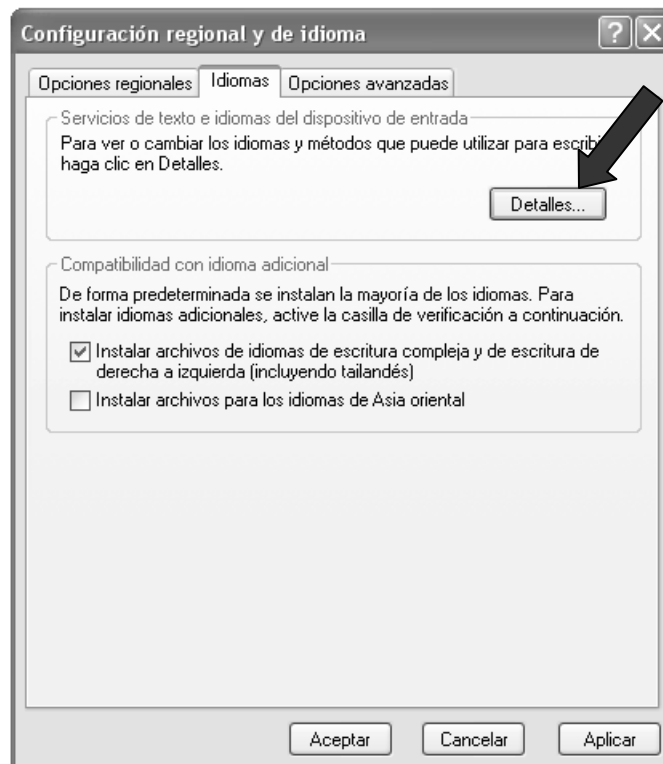 Configuración regional y de idioma
Opciones regionales Idiomas Opciones avanzadas
Servicios de texto e idiomas del dispositivo de entrada
Para ver o cambiar los idiomas y métodos que puede utilizar para
haga clic en Detalles.
Detalles...
Compatibilidad con idioma adicional
De forma predeterminada se instalan la mayoría de los idiomas. Para
instalar idiomas adicionales, active la casilla de verificación a continuación.
Instalar archivos de idiomas de escritura compleja y de escritura de
derecha a izquierda (incluyendo tailandés)
Instalar archivos para los idiomas de Asia oriental
Aceptar Cancelar Aplicar